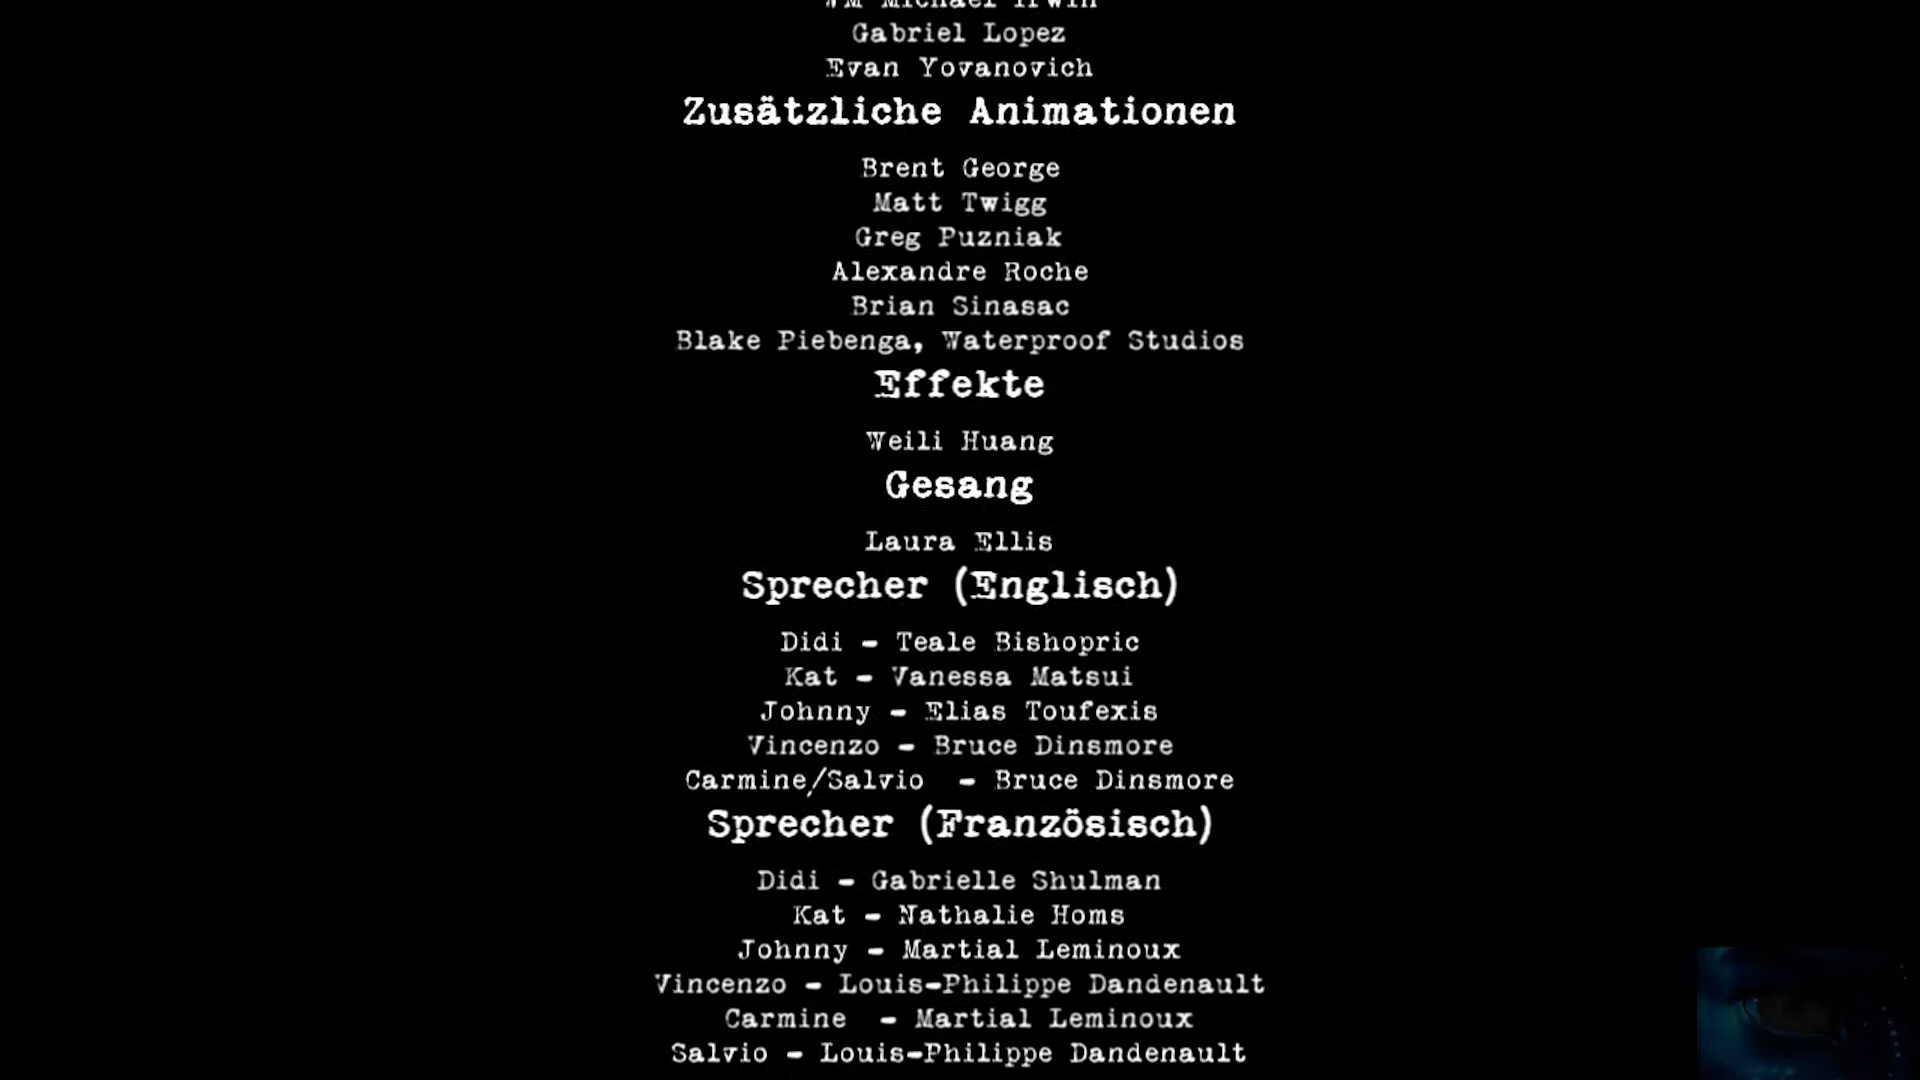 VM Michael Irwin
Gabriel Lopez
Evan Yovanovich
Zusätzliche Animationen
Brent George
Matt Twigg
Greg Puzniak
Alexandre Roche
Brian Sinasac
Blake Piebenga, Waterproof Studios
Effekte
Weili Huang
Gesang
Laura Ellis
Sprecher (Englisch)
Didi - Teale Bishopric
Kat - Vanessa Matsui
Johnny - Elias Toufexis
Vincenzo - Bruce Dinsmore
Carmine/Salvio - Bruce Dinsmore
Sprecher (Französisch)
Didi - Gabrielle Shulman
Kat - Nathalie Homs
Johnny - Martial Leminoux
Vincenzo - Louis-Philippe Dandenault
Carmine - Martial Leminoux
Salvio - Louis-Philippe Dandenault